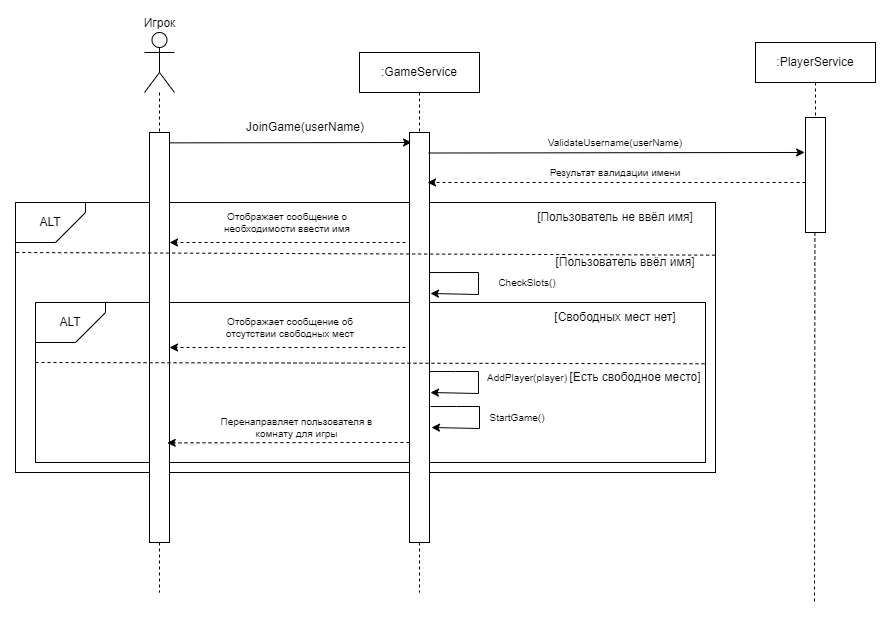 Игрок
:GameService
:PlayerService
JoinGame(userName)
ValidateUsername(userName)
Результат валидации имени
ALT
Отображает сообщение о
необходимости ввести имя
[Пользователь не ввёл имя]
[Пользователь ввёл имя]
CheckSlots()
ALT
Отображает сообщение об
отсутствии свободных мест
[Свободных мест нет]
AddPlayer(player) [Есть свободное место]
StartGame()
Перенаправляет пользователя в
комнату для игры